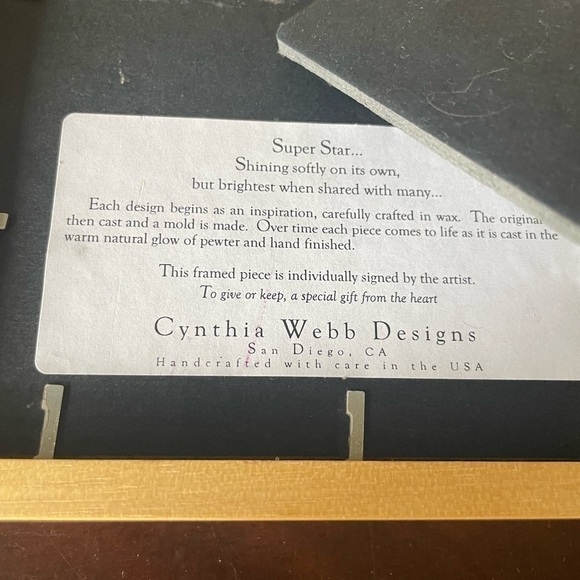 Super Star...
Shining softly on its own,
but brightest when shared with many...
Each design begins as an inspiration, carefully crafted in wax. The original
then cast and a mold is made. Over time each piece comes to life as it is cast in the
warm natural glow of pewter and hand finished.
This framed piece is individually signed by the artist.
To give or keep, a special gift from the heart
Cynthia Webb Designs
San Diego, CA
Handcrafted with care in the USA